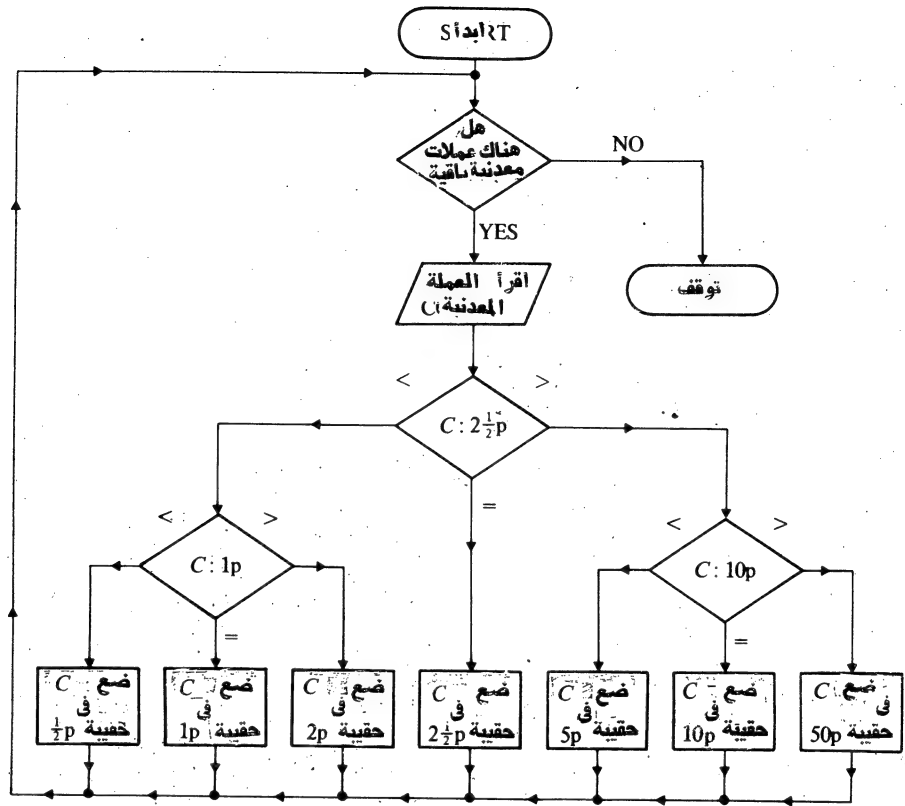 أبدأ
هل
هناك عملات
معدنية باقية
NO
YES
اقرأ العملة
المعدنية C
توقف
< >
C : 2½p
=
< >
C : 1p
=
< >
C : 10p
=
ضع C
فى
حقيبة ½p
ضع C
فى
حقيبة 1p
ضع C
فى
حقيبة 2p
ضع C
فى
حقيبة 2½p
ضع C
فى
حقيبة 5p
ضع C
فى
حقيبة 10p
ضع C
فى
حقيبة 50p